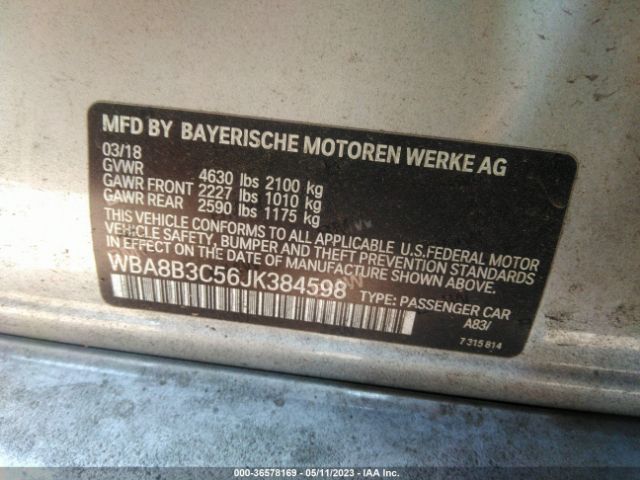 MFD BY BAYERISCHE MOTOREN WERKE AG
03/18
GVWR 4630 lbs 2100 kg
GAWR FRONT 2227 lbs 1010 kg
GAWR REAR 2590 lbs 1175 kg
THIS VEHICLE CONFORMS TO ALL APPLICABLE U.S. FEDERAL MOTOR
VEHICLE SAFETY, BUMPER AND THEFT PREVENTION STANDARDS
IN EFFECT ON THE DATE OF MANUFACTURE SHOWN ABOVE.
WBA8B3C56JK384598 TYPE: PASSENGER CAR
A83/
7 315 814
000-36578169 - 05/11/2023 - IAA Inc.